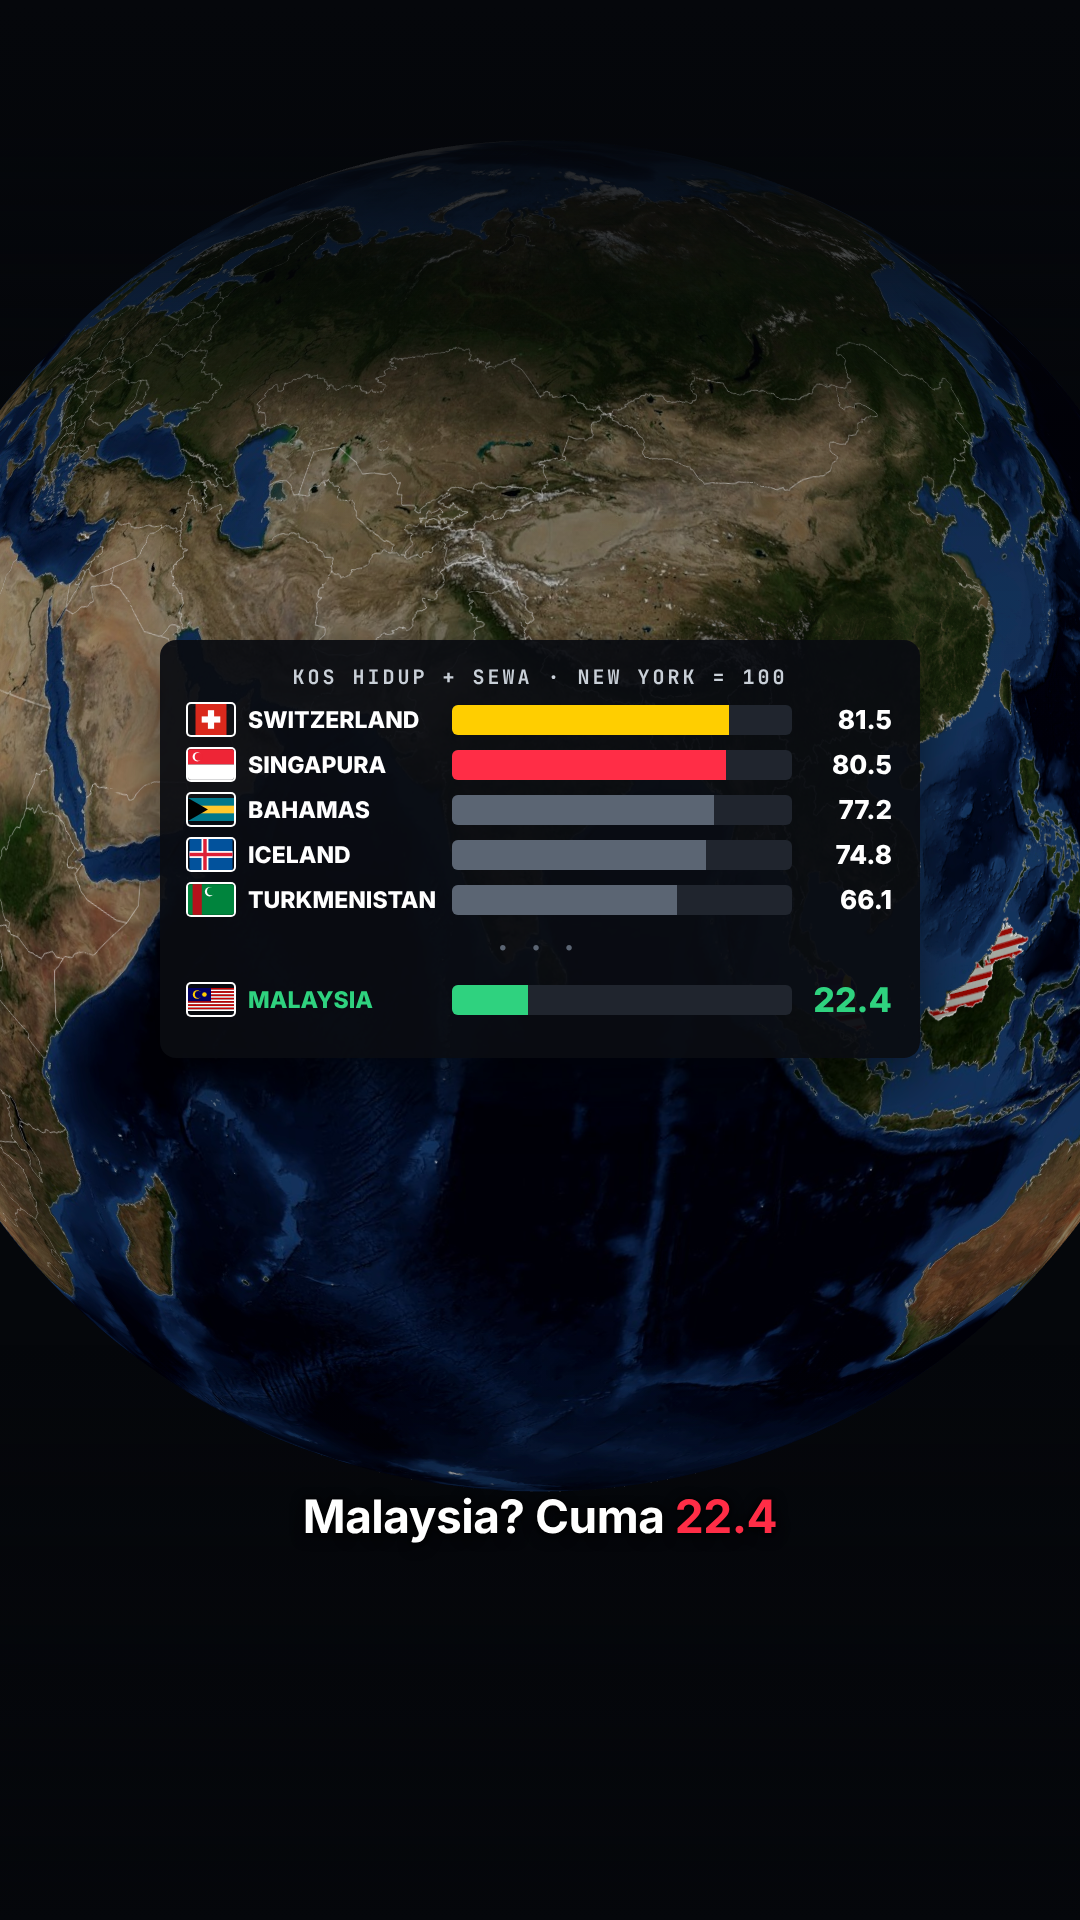 KOS HIDUP + SEWA · NEW YORK = 100
SWITZERLAND 81.5
SINGAPURA 80.5
BAHAMAS 77.2
ICELAND 74.8
TURKMENISTAN 66.1
• • •
MALAYSIA 22.4
Malaysia? Cuma 22.4